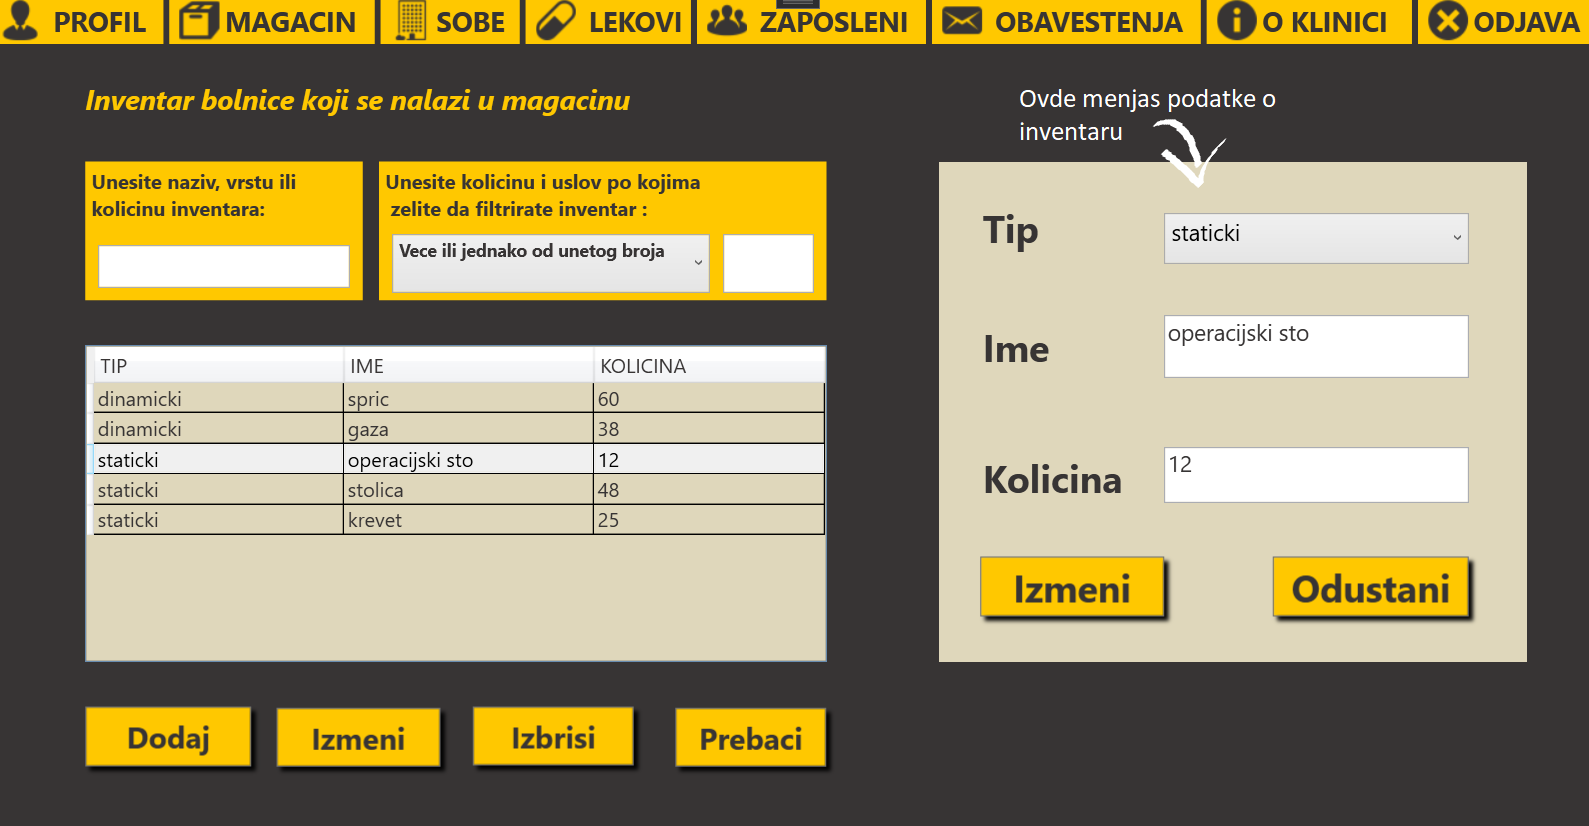 PROFIL
MAGACIN
SOBE
LEKOVI
ZAPOSLENI
OBAVESTENJA
O KLINICI
ODJAVA
Inventar bolnice koji se nalazi u magacinu
Ovde menjas podatke o
inventaru
Unesite naziv, vrstu ili
kolicinu inventara:
Unesite kolicinu i uslov po kojima
zelite da filtrirate inventar :
Vece ili jednako od unetog broja
TIP IME KOLICINA
dinamicki spric 60
dinamicki gaza 38
staticki operacijski sto 12
staticki stolica 48
staticki krevet 25
Dodaj
Izmeni
Izbrisi
Prebaci
Tip staticki
Ime operacijski sto
Kolicina 12
Izmeni
Odustani